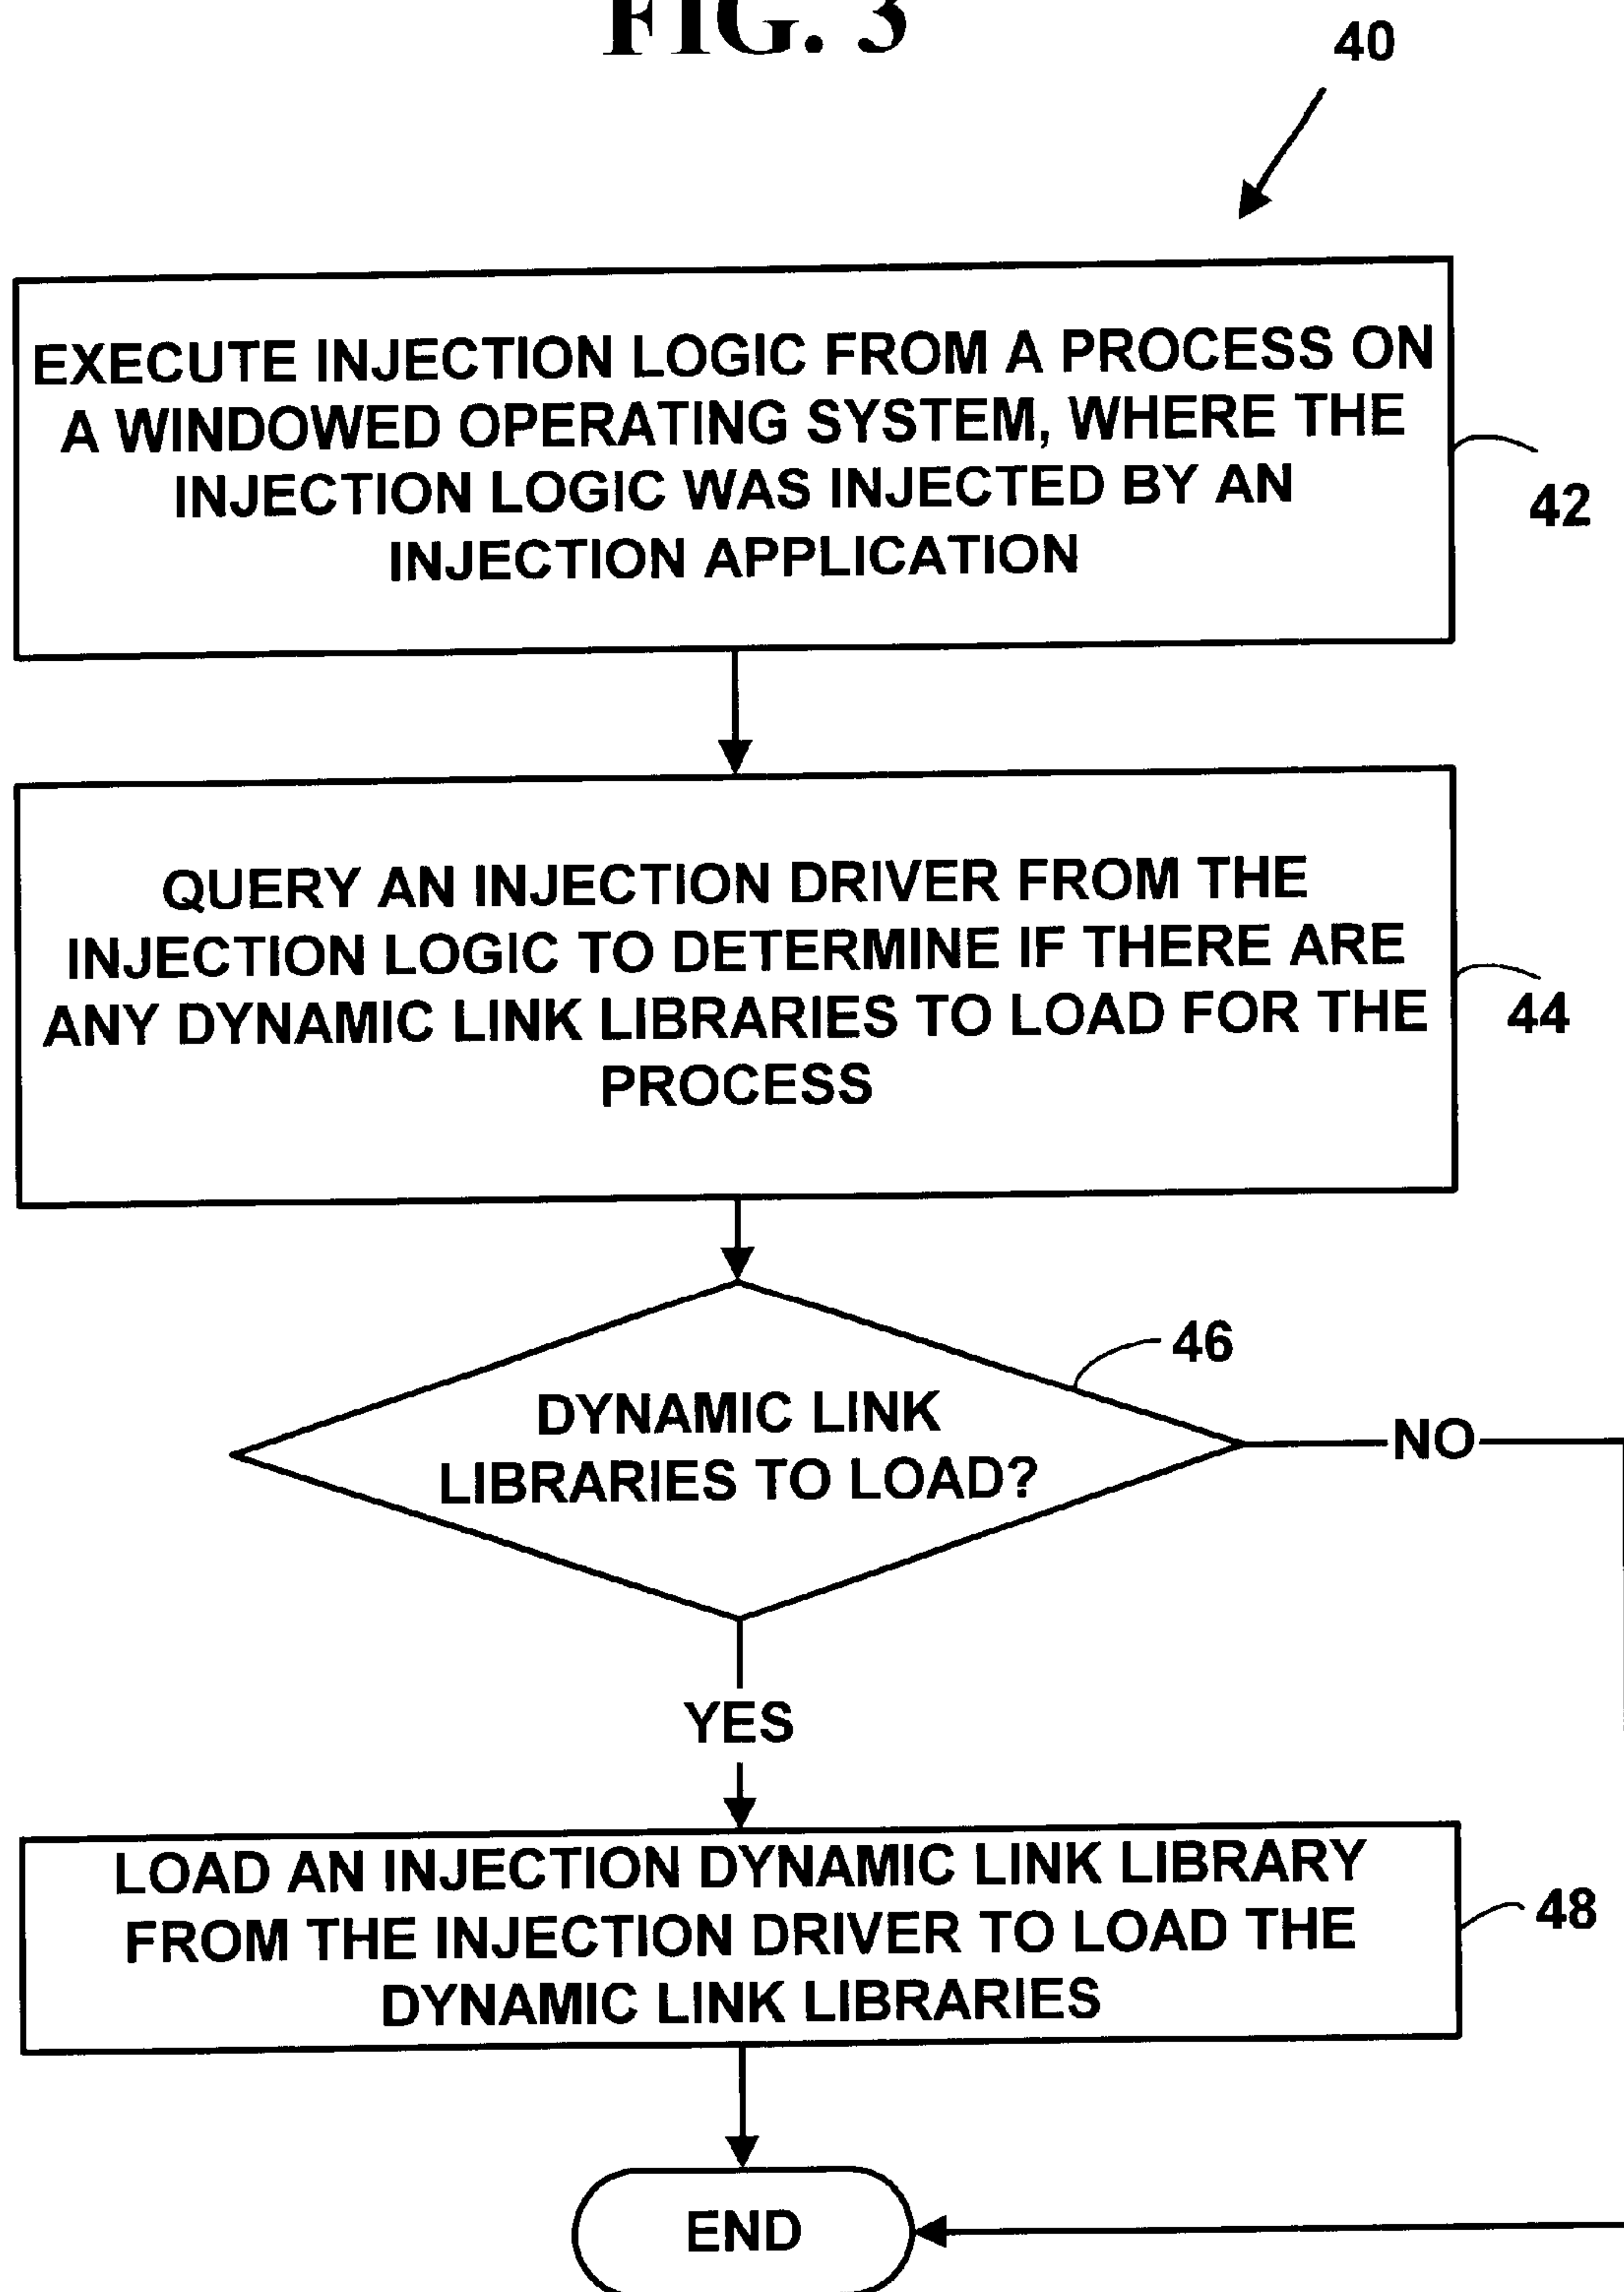 FIG. 3
40
EXECUTE INJECTION LOGIC FROM A PROCESS ON
A WINDOWED OPERATING SYSTEM, WHERE THE
INJECTION LOGIC WAS INJECTED BY AN
INJECTION APPLICATION
42
QUERY AN INJECTION DRIVER FROM THE
INJECTION LOGIC TO DETERMINE IF THERE ARE
ANY DYNAMIC LINK LIBRARIES TO LOAD FOR THE
PROCESS
44
46
DYNAMIC LINK
LIBRARIES TO LOAD?
NO
YES
LOAD AN INJECTION DYNAMIC LINK LIBRARY
FROM THE INJECTION DRIVER TO LOAD THE
DYNAMIC LINK LIBRARIES
48
END